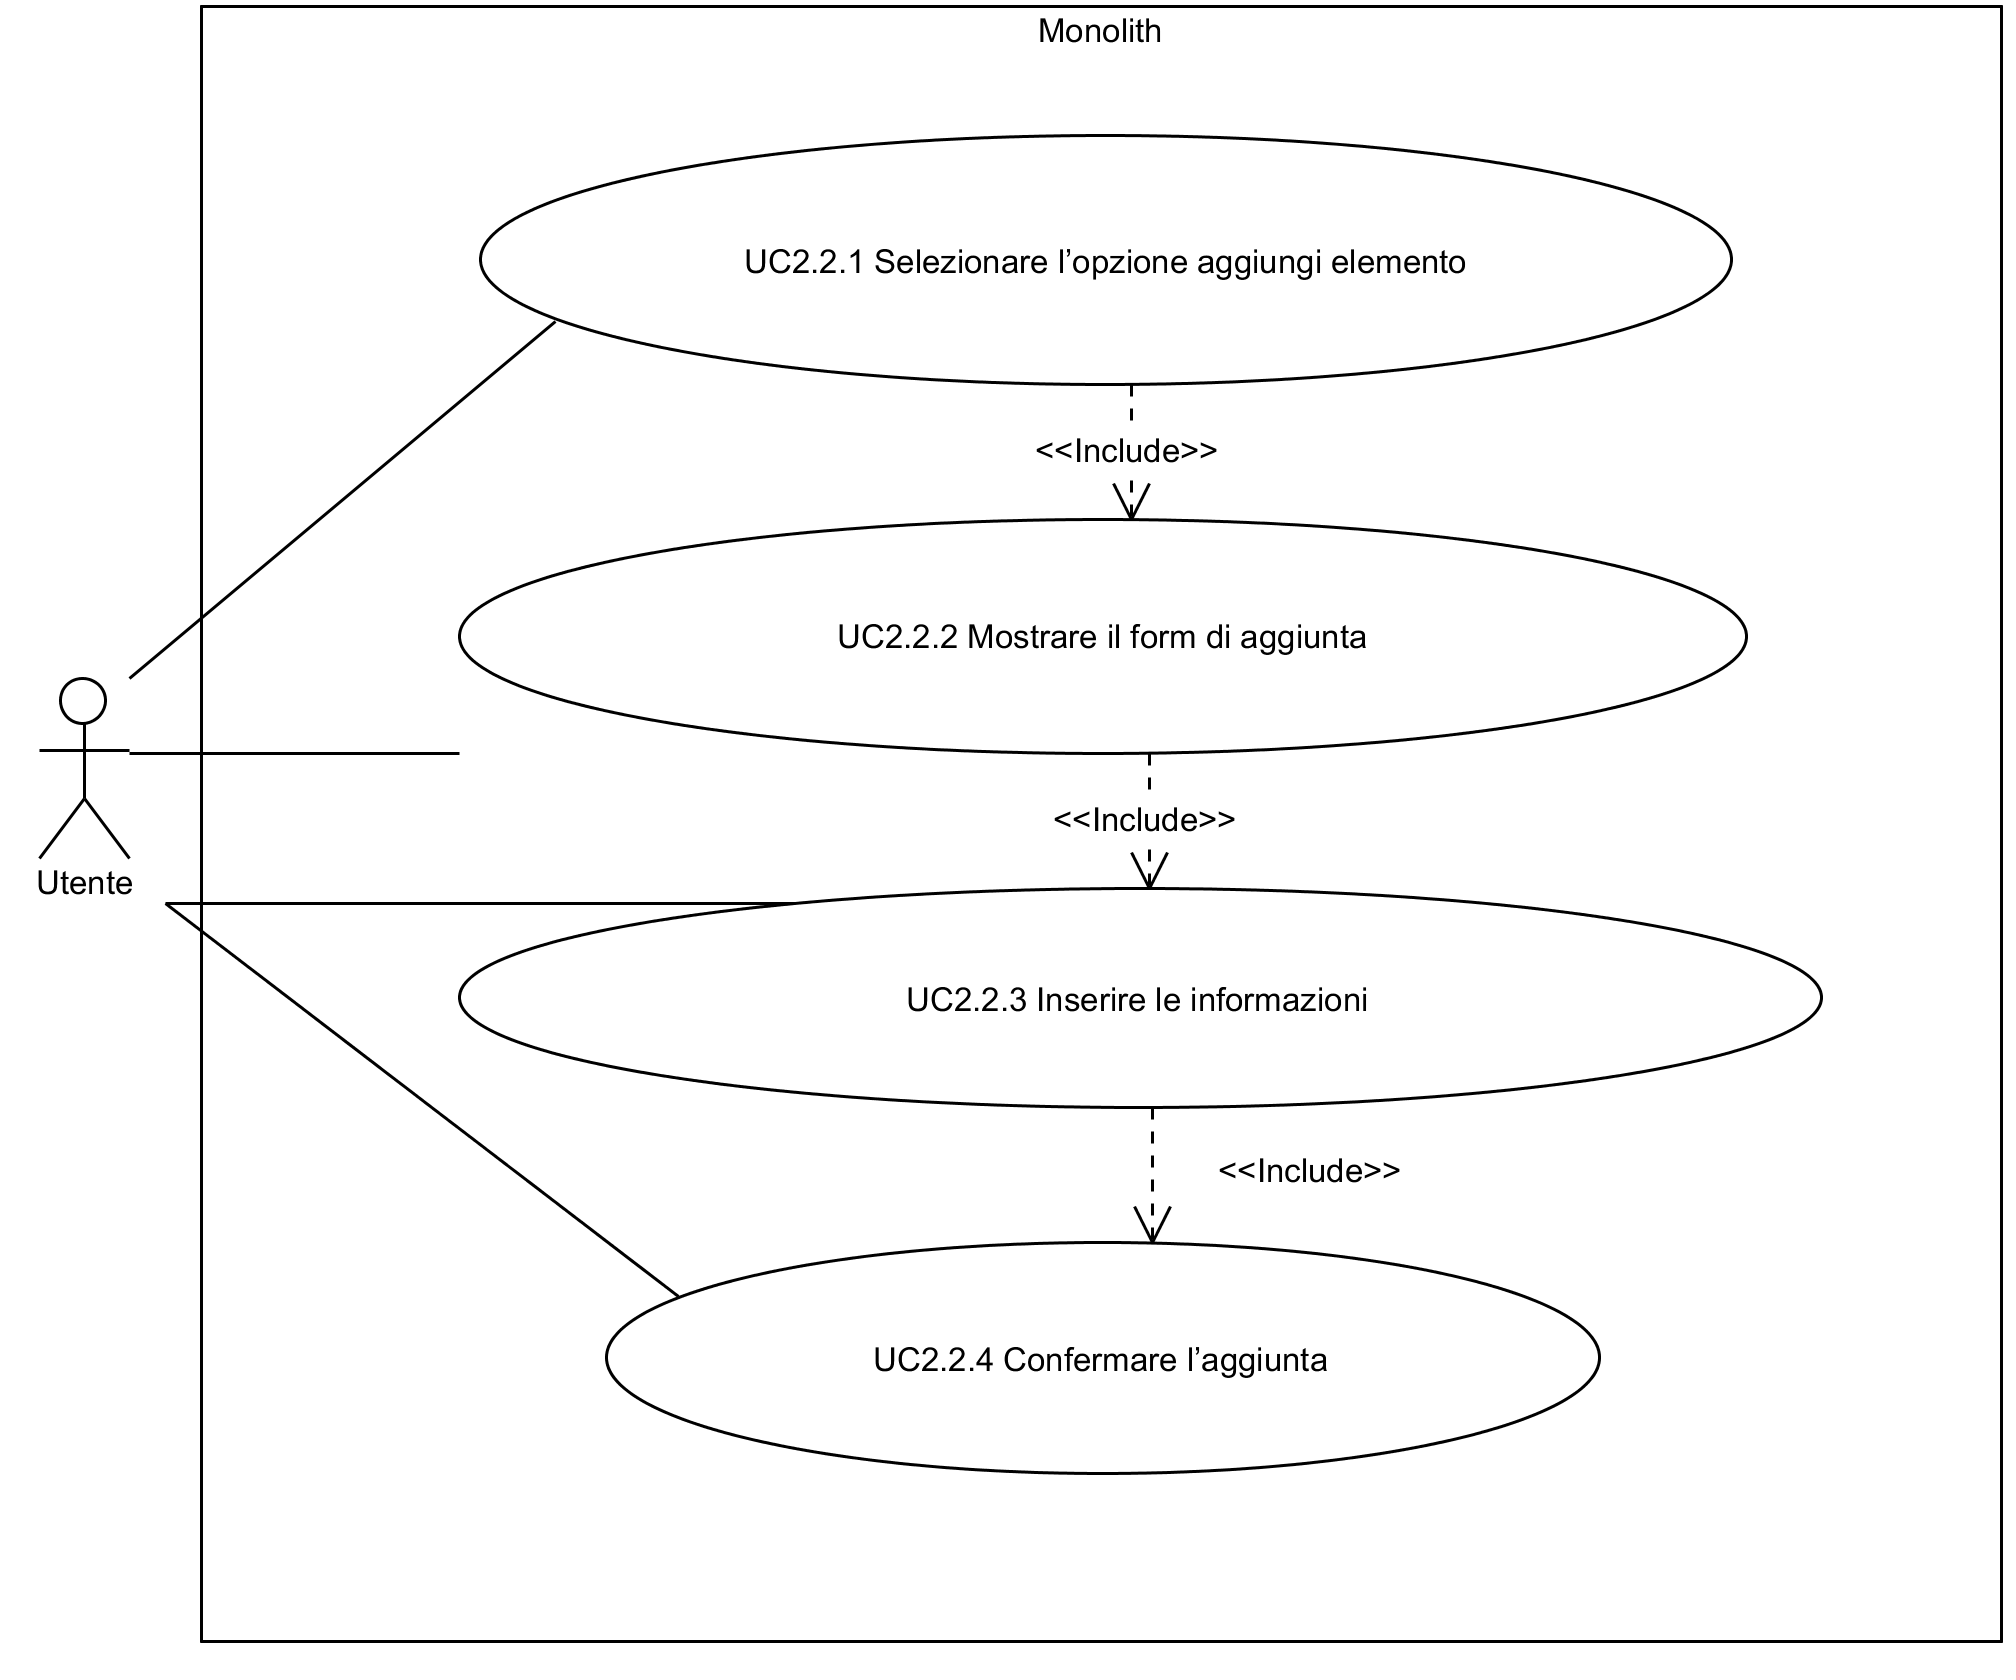 Monolith
UC2.2.1 Selezionare l’opzione aggiungi elemento
<<Include>>
UC2.2.2 Mostrare il form di aggiunta
<<Include>>
Utente
UC2.2.3 Inserire le informazioni
<<Include>>
UC2.2.4 Confermare l’aggiunta